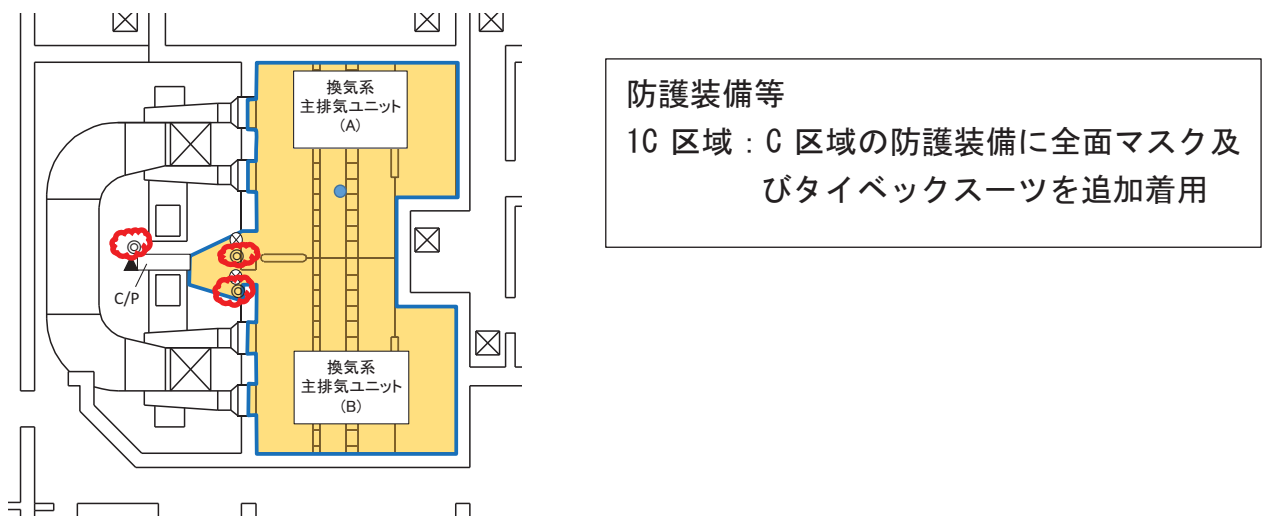 換気系
主排気ユニット
(A)
C/P
換気系
主排気ユニット
(B)
防護装備等
1C 区域：C 区域の防護装備に全面マスク及
びタイベックスーツを追加着用